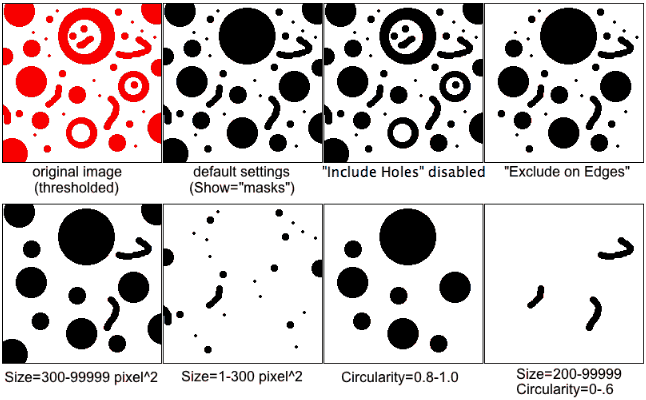 original image
(thresholded)
default settings
(Show="masks")
"Include Holes" disabled
"Exclude on Edges"
Size=300-99999 pixel^2
Size=1-300 pixel^2
Circularity=0.8-1.0
Size=200-99999
Circularity=0-.6